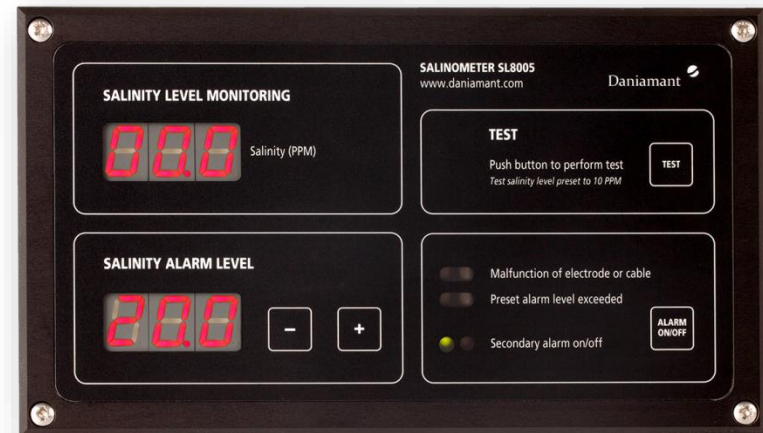 SALINOMETER SL8005
www.daniamant.com
Daniamant
SALINITY LEVEL MONITORING
00.0
Salinity (PPM)
TEST
Push button to perform test
Test salinity level preset to 10 PPM
TEST
SALINITY ALARM LEVEL
20.0
−
+
Malfunction of electrode or cable
Preset alarm level exceeded
Secondary alarm on/off
ALARM
ON/OFF